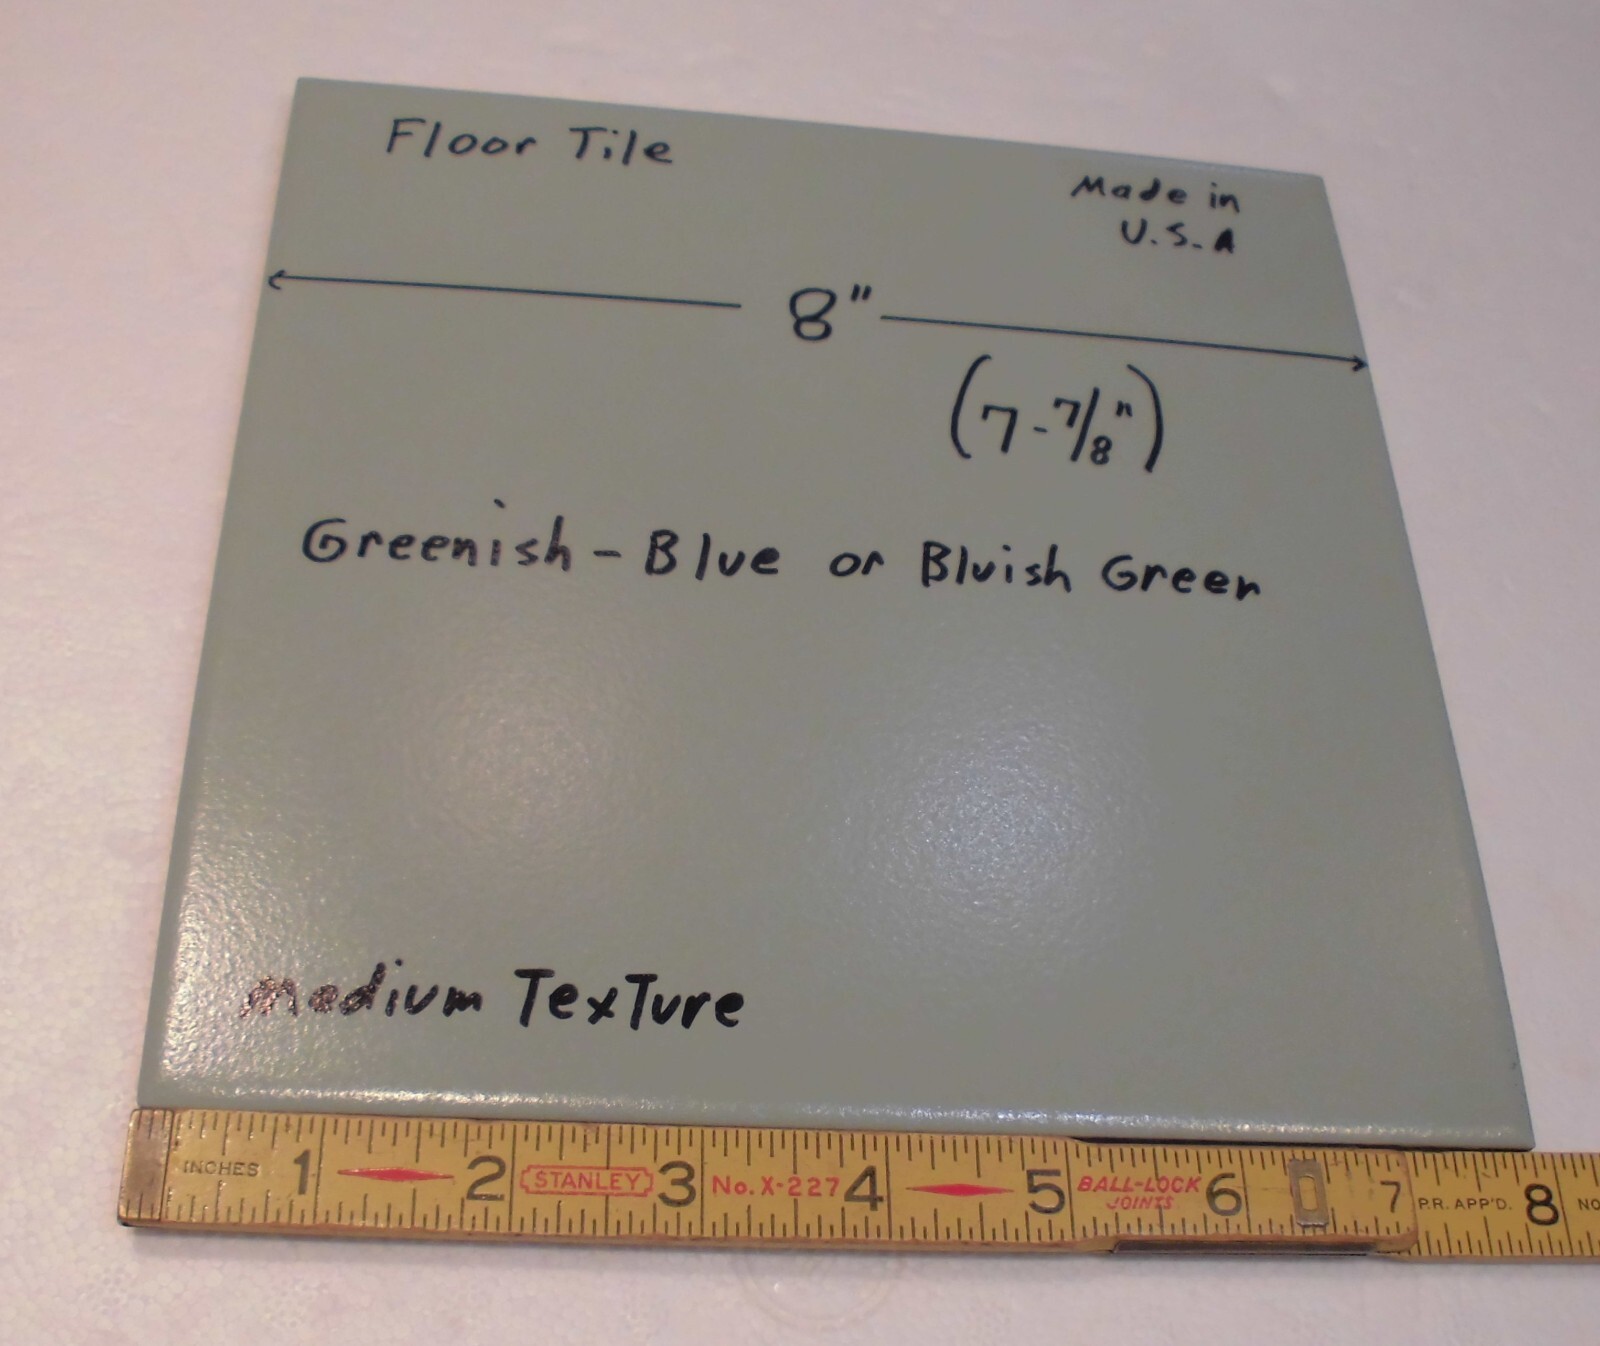 Floor Tile
Made in
U.S.A
8"
(7-7/8")
Greenish-Blue or Bluish Green
Medium Texture
INCHES 1 2 STANLEY 3 No. X-227 4 5 BALL-LOCK JOINTS 6 7 P.R. APP'D. 8 NO